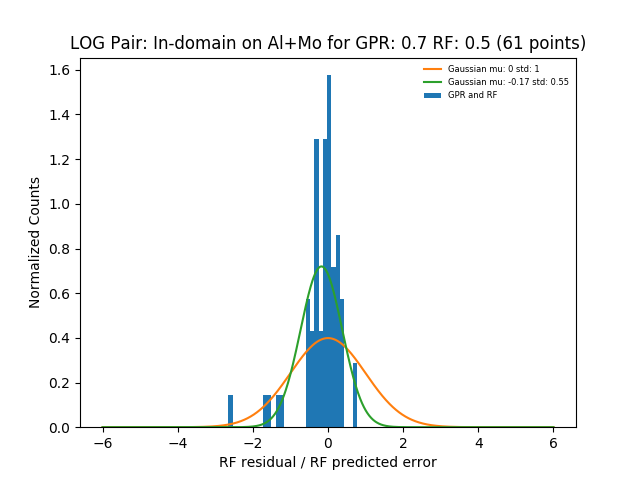 LOG Pair: In-domain on Al+Mo for GPR: 0.7 RF: 0.5 (61 points)
Gaussian mu: 0 std: 1
Gaussian mu: -0.17 std: 0.55
GPR and RF
Normalized Counts
1.6
1.4
1.2
1.0
0.8
0.6
0.4
0.2
0.0
−6 −4 −2 0 2 4 6
RF residual / RF predicted error